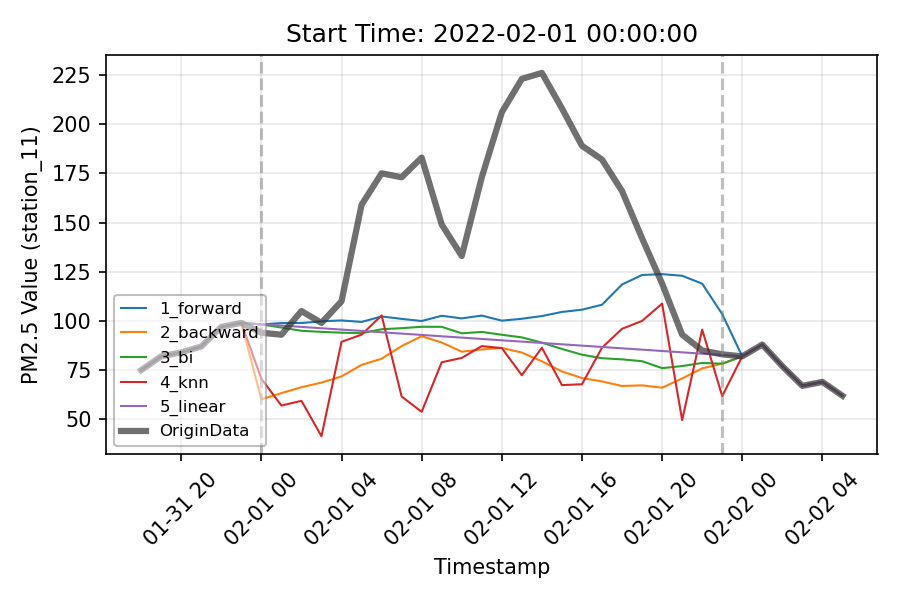 Start Time: 2022-02-01 00:00:00
PM2.5 Value (station_11)
225
200
175
150
125
100
75
50
1_forward
2_backward
3_bi
4_knn
5_linear
OriginData
01-31 20
02-01 00
02-01 04
02-01 08
02-01 12
02-01 16
02-01 20
02-02 00
02-02 04
Timestamp